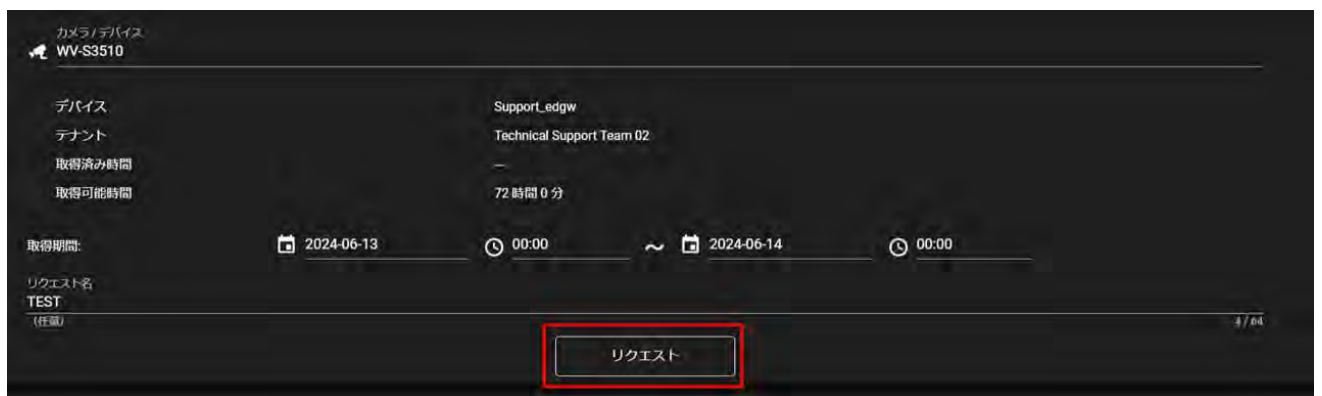 カメラ / デバイス
WV-S3510
デバイス Support_edgw
テナント Technical Support Team 02
取得済み時間 —
取得可能時間 72 時間 0 分
取得期間: 2024-06-13 00:00 ~ 2024-06-14 00:00
リクエスト名
TEST
(任意) 4 / 64
リクエスト